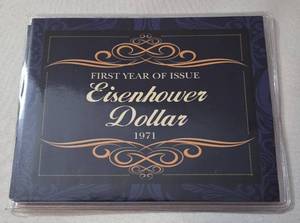 FIRST YEAR OF ISSUE
Eisenhower
Dollar
1971